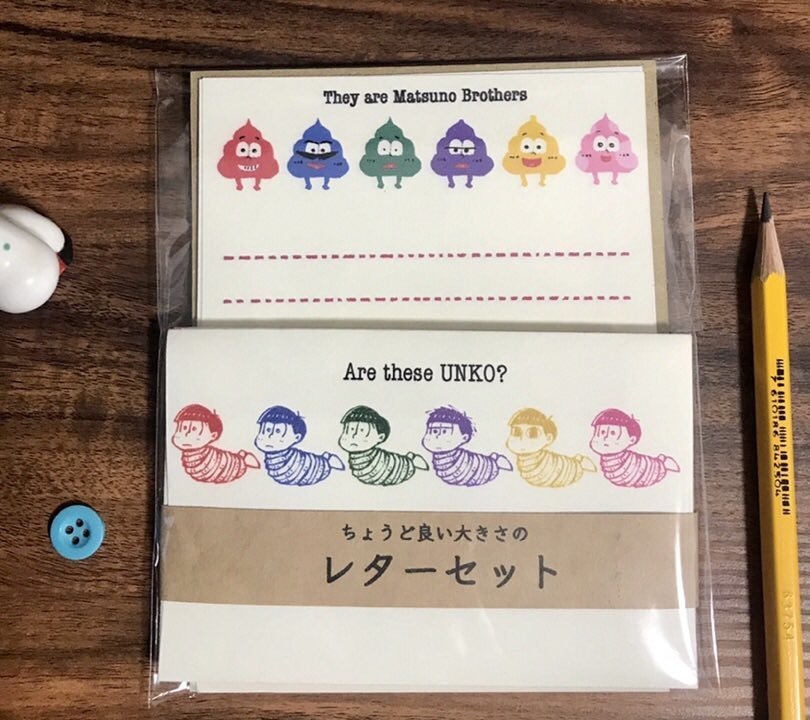 They are Matsuno Brothers
Are these UNKO?
ちょうど良い大きさの
レターセット